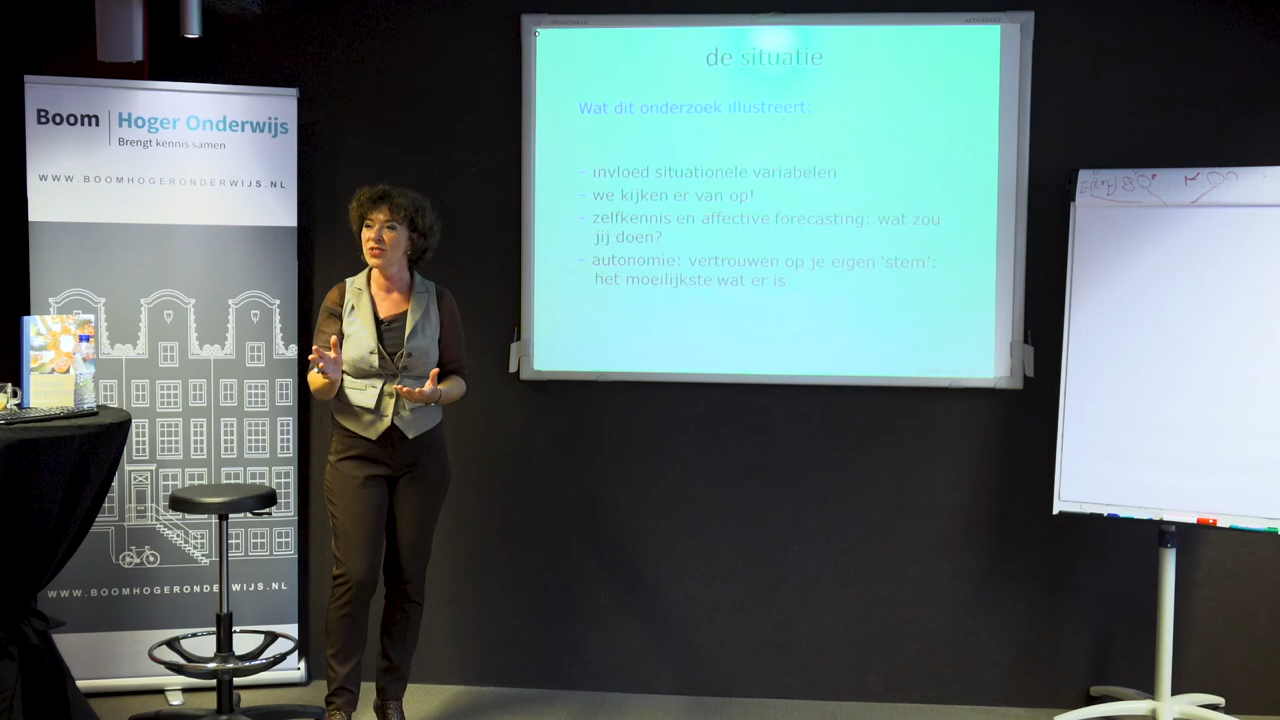 Boom | Hoger Onderwijs
Brengt kennis samen
WWW.BOOMHOGERONDERWIJS.NL
WWW.BOOMHOGERONDERWIJS.NL
de situatie
Wat dit onderzoek illustreert:
– invloed situationele variabelen
– we kijken er van op!
– zelfkennis en affective forecasting: wat zou
jij doen?
– autonomie: vertrouwen op je eigen ‘stem’:
het moeilijkste wat er is